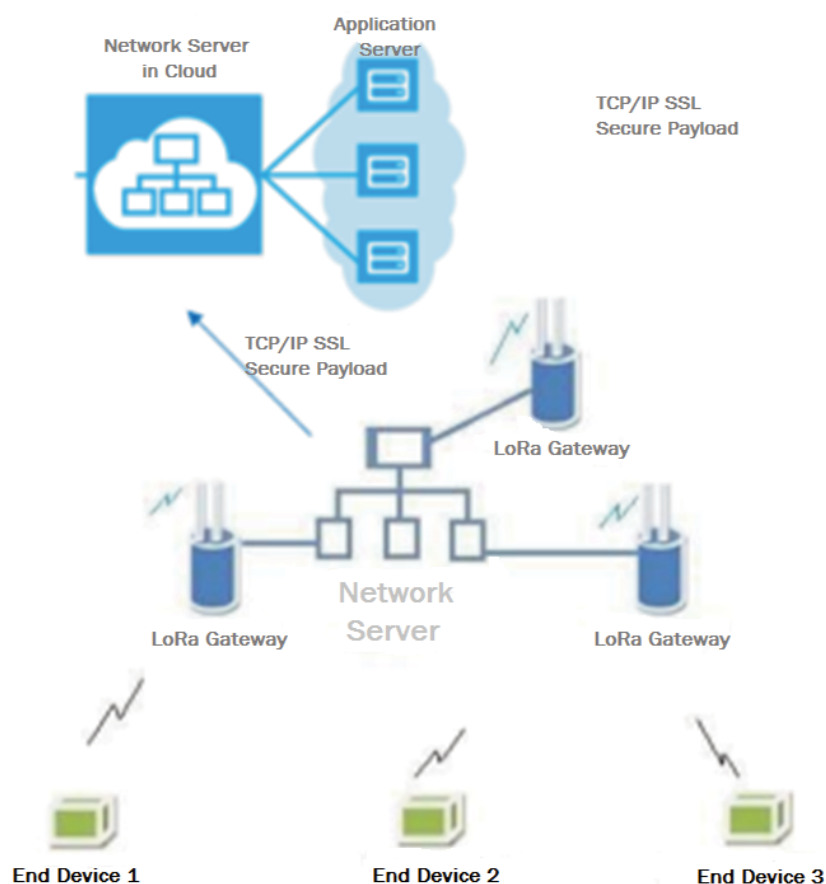 Network Server
in Cloud
Application
Server
TCP/IP SSL
Secure Payload
TCP/IP SSL
Secure Payload
LoRa Gateway
Network
Server
LoRa Gateway
LoRa Gateway
End Device 1
End Device 2
End Device 3